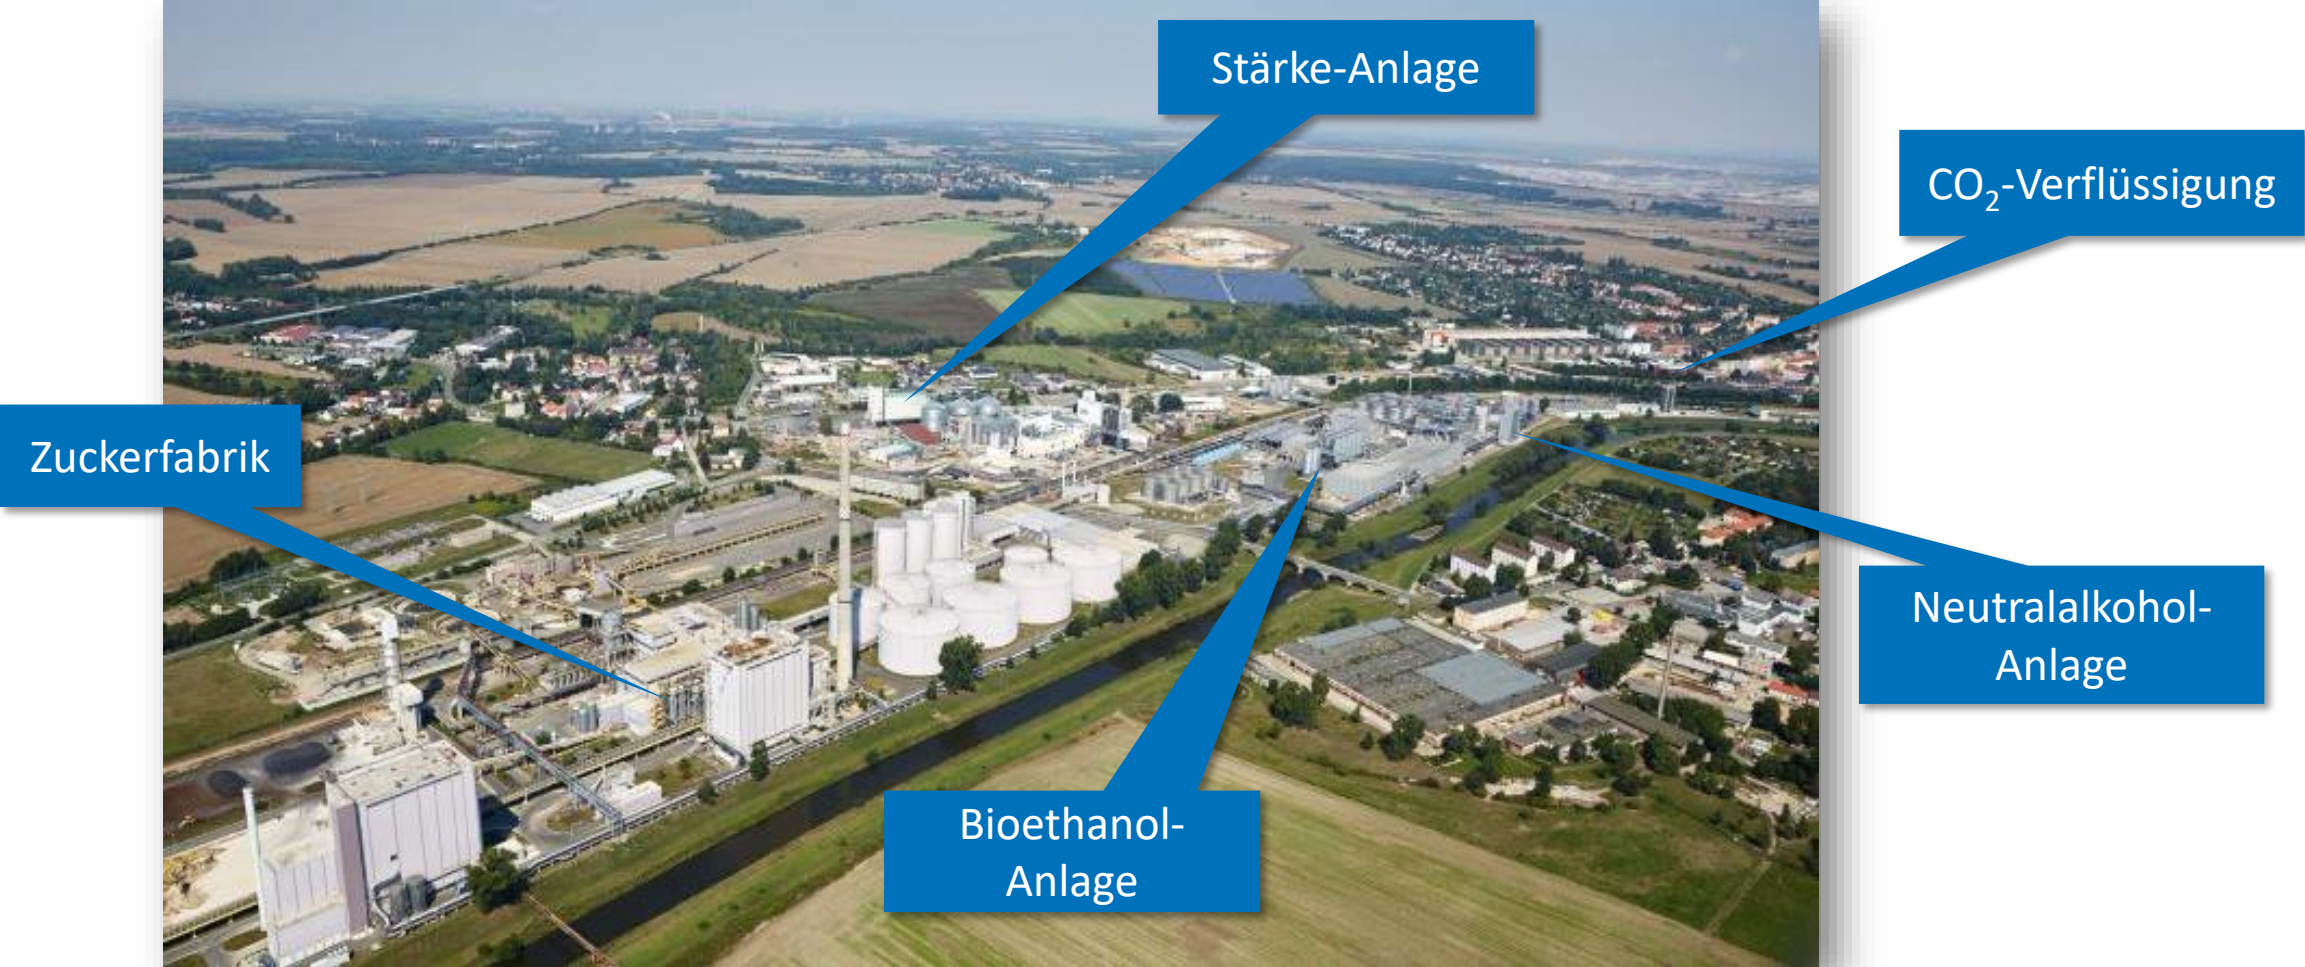 Stärke-Anlage
CO₂-Verflüssigung
Zuckerfabrik
Neutralalkohol-
Anlage
Bioethanol-
Anlage